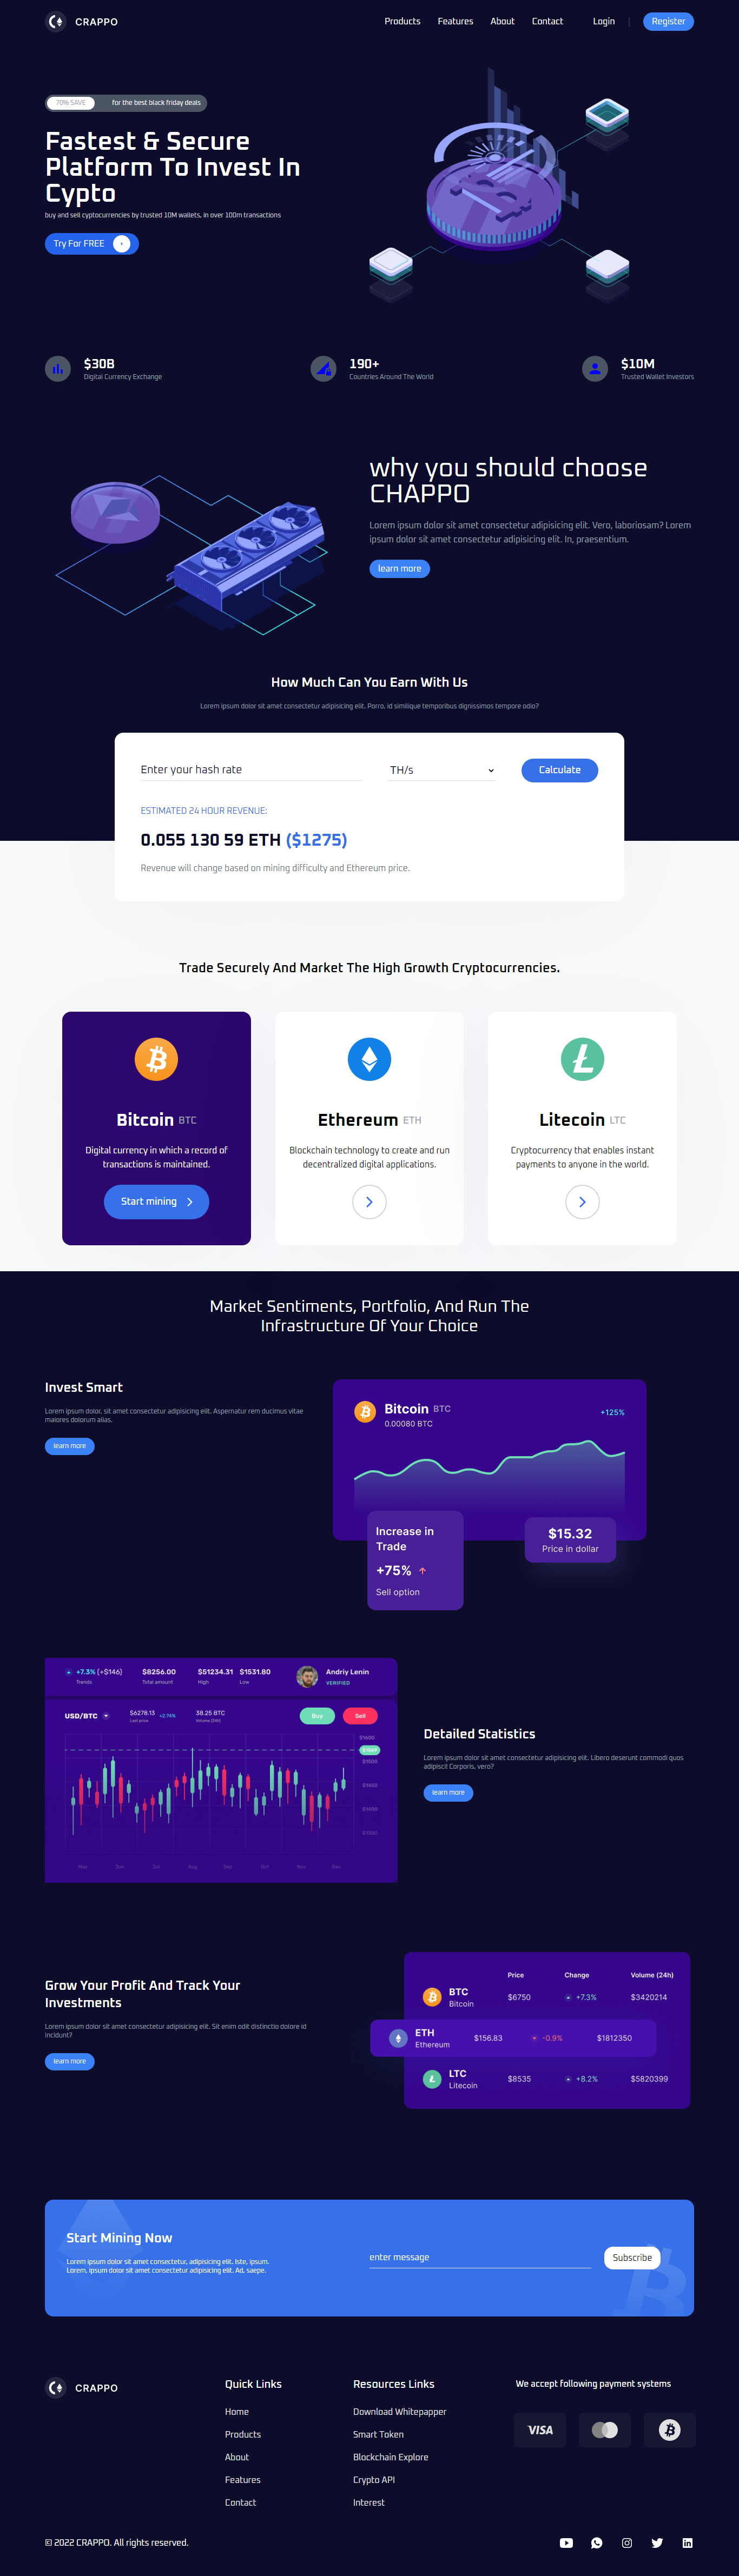 CRAPPO
Products Features About Contact Login | Register
70% SAVE for the best black friday deals
Fastest & Secure
Platform To Invest In
Cypto
buy and sell cyptocurrencies by trusted 10M wallets, in over 100m transactions
Try For FREE
$30B
Digital Currency Exchange
190+
Countries Around The World
$10M
Trusted Wallet Investors
why you should choose
CHAPPO
Lorem ipsum dolor sit amet consectetur adipisicing elit. Vero, laboriosam? Lorem
ipsum dolor sit amet consectetur adipisicing elit. In, praesentium.
learn more
How Much Can You Earn With Us
Lorem ipsum dolor sit amet consectetur adipisicing elit. Porro, id similique temporibus dignissimos tempore odio?
Enter your hash rate
TH/s
Calculate
ESTIMATED 24 HOUR REVENUE:
0.055 130 59 ETH ($1275)
Revenue will change based on mining difficulty and Ethereum price.
Trade Securely And Market The High Growth Cryptocurrencies.
Bitcoin BTC
Digital currency in which a record of
transactions is maintained.
Start mining
Ethereum ETH
Blockchain technology to create and run
decentralized digital applications.
Litecoin LTC
Cryptocurrency that enables instant
payments to anyone in the world.
Market Sentiments, Portfolio, And Run The
Infrastructure Of Your Choice
Invest Smart
Lorem ipsum dolor, sit amet consectetur adipisicing elit. Aspernatur rem ducimus vitae
maiores dolorum alias.
learn more
Bitcoin BTC
0.00080 BTC
+125%
Increase in
Trade
+75%
Sell option
$15.32
Price in dollar
+7.3% (+$146)
Trends
$8256.00
Total amount
$51234.31
High
$1531.80
Low
Andriy Lenin
VERIFIED
USD/BTC
$6278.13
Last price
+2.74%
38.25 BTC
Volume (24h)
Buy
Sell
May Jun Jul Aug Sep Oct Nov Dec
Detailed Statistics
Lorem ipsum dolor sit amet consectetur adipisicing elit. Libero deserunt commodi quos
adipisci! Corporis, vero?
learn more
Grow Your Profit And Track Your
Investments
Lorem ipsum dolor sit amet consectetur adipisicing elit. Sit enim odit distinctio dolore id
incidunt?
learn more
Price Change Volume (24h)
BTC
Bitcoin
$6750 +7.3% $3420214
ETH
Ethereum
$156,83 -0.9% $1812350
LTC
Litecoin
$8535 +8.2% $5820399
Start Mining Now
Lorem ipsum dolor sit amet consectetur, adipisicing elit. Iste, ipsum.
Lorem, ipsum dolor sit amet consectetur adipisicing elit. Ad, saepe.
enter message
Subscribe
CRAPPO
Quick Links
Home
Products
About
Features
Contact
Resources Links
Download Whitepapper
Smart Token
Blockchain Explore
Crypto API
Interest
We accept following payment systems
VISA
© 2022 CRAPPO. All rights reserved.